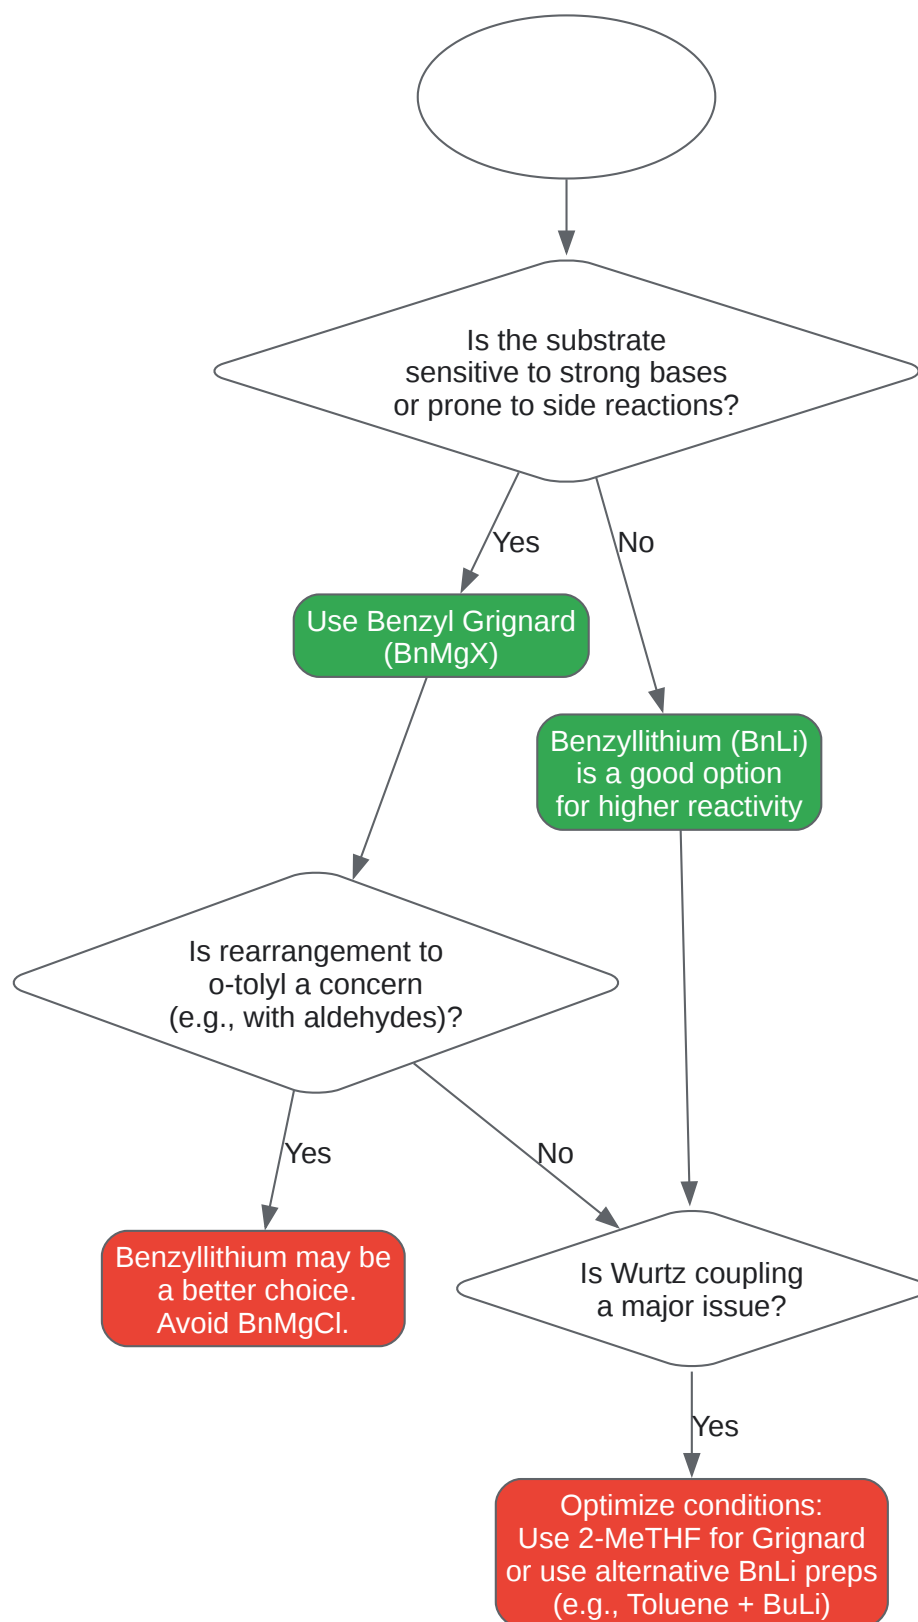 Is the substrate
sensitive to strong bases
or prone to side reactions?
Yes
No
Use Benzyl Grignard
(BnMgX)
Benzyllithium (BnLi)
is a good option
for higher reactivity
Is rearrangement to
o-tolyl a concern
(e.g., with aldehydes)?
Yes
No
Benzyllithium may be
a better choice.
Avoid BnMgCl.
Is Wurtz coupling
a major issue?
Yes
Optimize conditions:
Use 2-MeTHF for Grignard
or use alternative BnLi preps
(e.g., Toluene + BuLi)